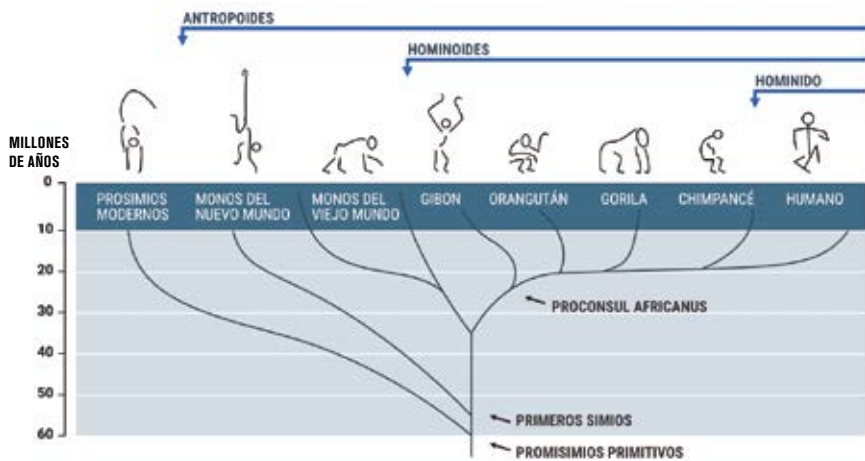 ANTROPOIDES
HOMINOIDES
HOMINIDO
MILLONES
DE AÑOS
0
PROSIMIOS
MODERNOS
MONOS DEL
NUEVO MUNDO
MONOS DEL
VIEJO MUNDO
GIBON
ORANGUTÁN
GORILA
CHIMPANCÉ
HUMANO
10
20
PROCONSUL AFRICANUS
30
40
50
PRIMEROS SIMIOS
60
PROMISIMIOS PRIMITIVOS